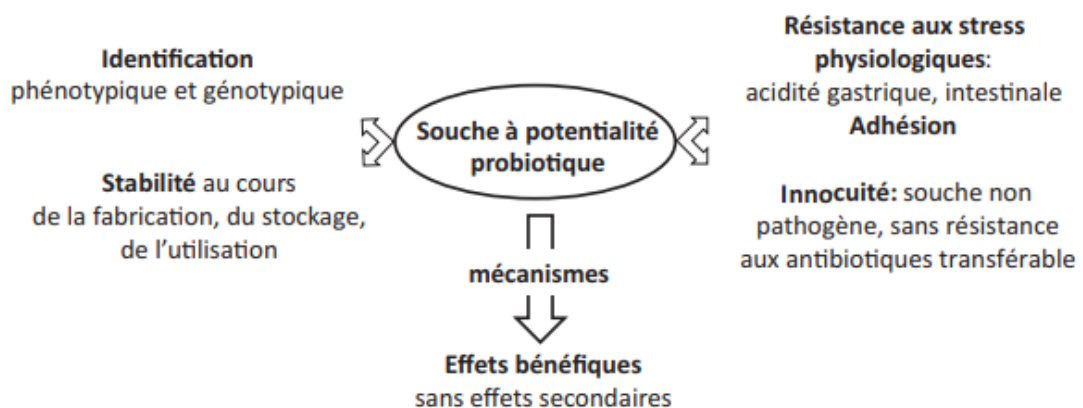 Identification
phénotypique et génotypique
Stabilité au cours
de la fabrication, du stockage,
de l'utilisation
Souche à potentialité
probiotique
Résistance aux stress
physiologiques:
acidité gastrique, intestinale
Adhésion
Innocuité: souche non
pathogène, sans résistance
aux antibiotiques transférable
mécanismes
Effets bénéfiques
sans effets secondaires